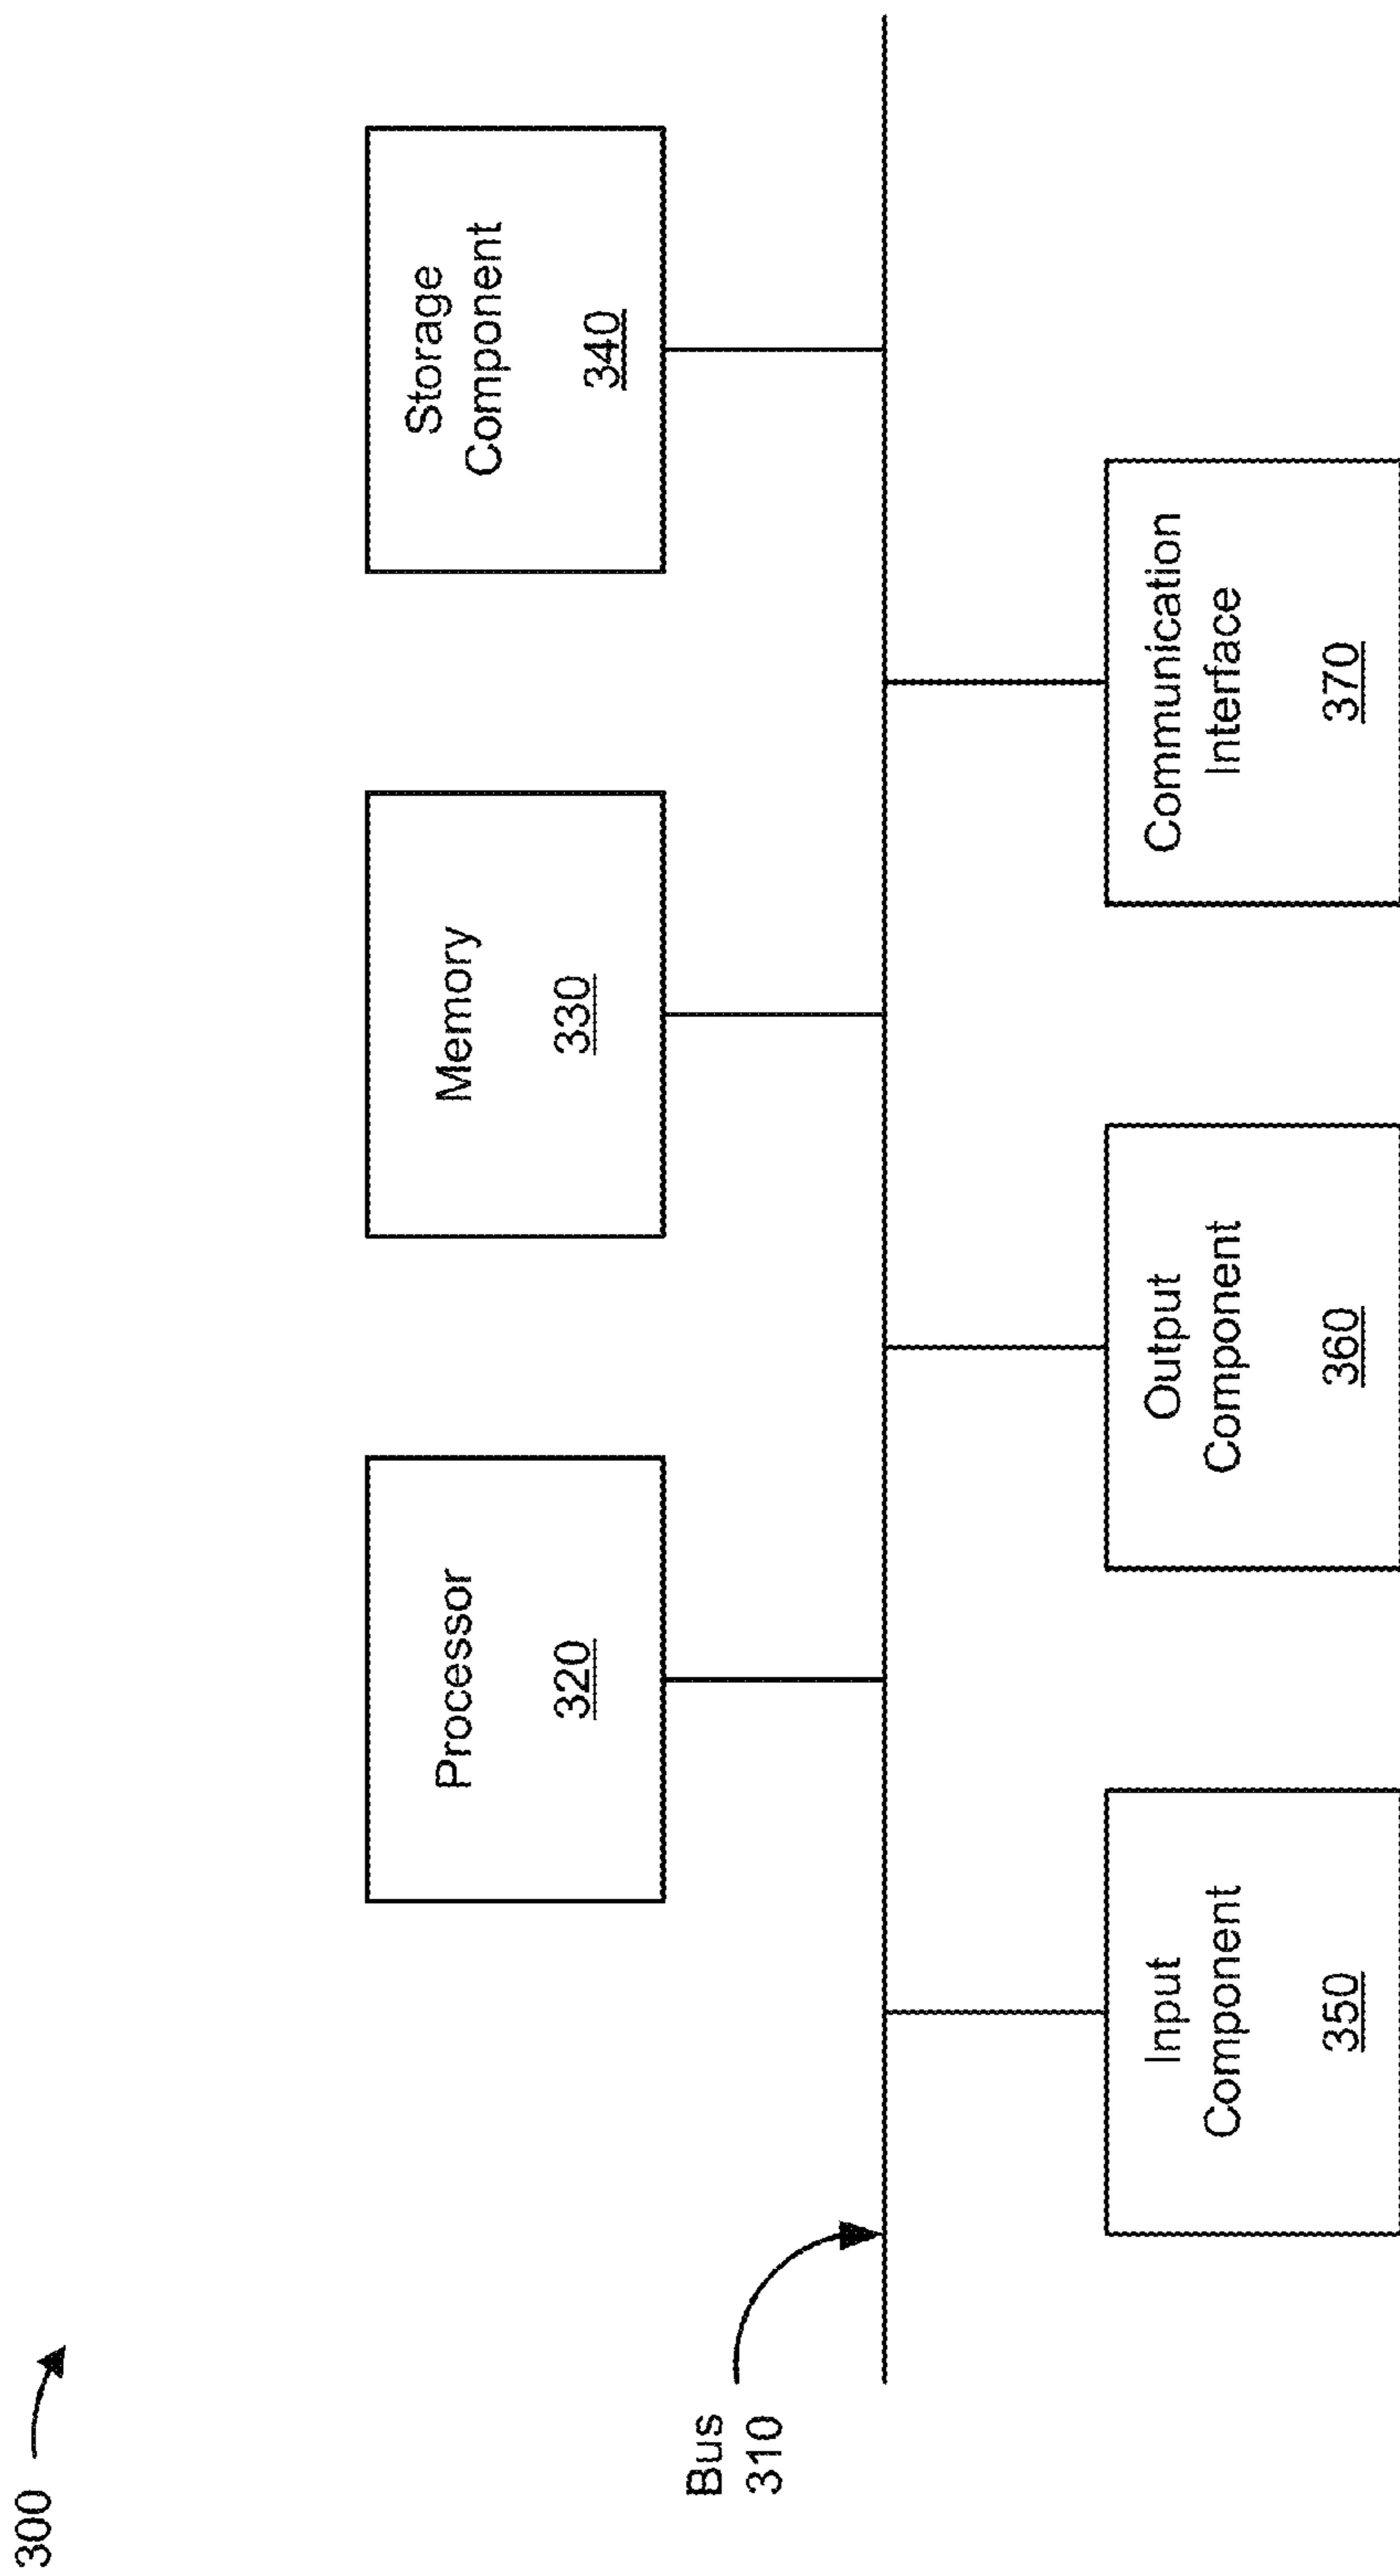 300
Processor
320
Memory
330
Storage
Component
340
Bus
310
Input
Component
350
Output
Component
360
Communication
Interface
370